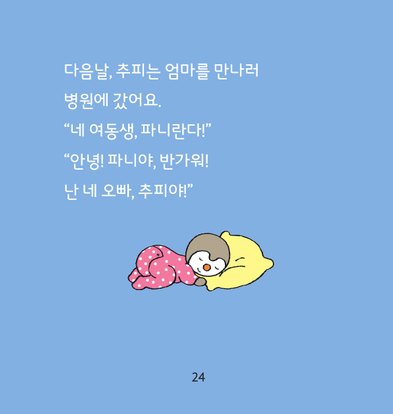 다음날, 추피는 엄마를 만나러
병원에 갔어요.
“네 여동생, 파니란다!”
“안녕! 파니야, 반가워!
난 네 오빠, 추피야!”
24